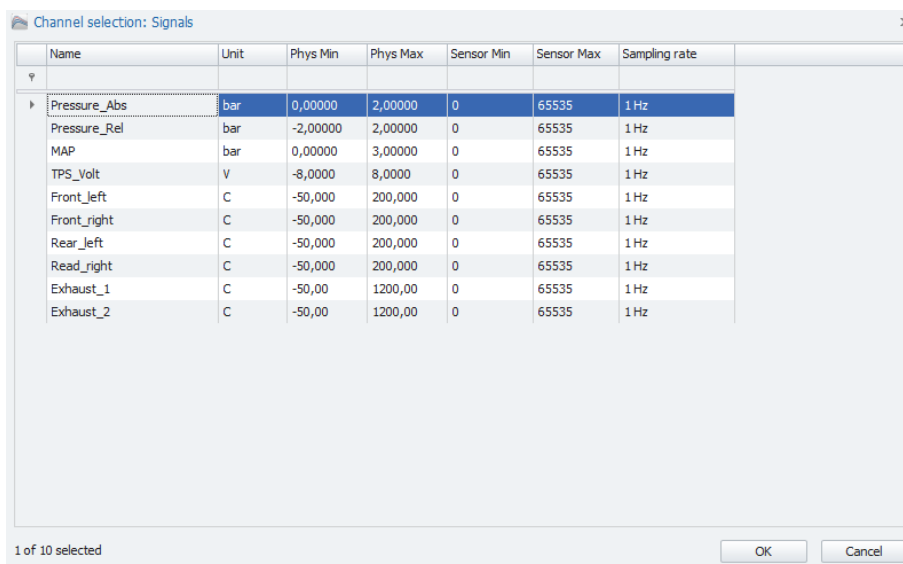 Channel selection: Signals
Name Unit Phys Min Phys Max Sensor Min Sensor Max Sampling rate
Pressure_Abs bar 0,00000 2,00000 0 65535 1 Hz
Pressure_Rel bar -2,00000 2,00000 0 65535 1 Hz
MAP bar 0,00000 3,00000 0 65535 1 Hz
TPS_Volt V -8,0000 8,0000 0 65535 1 Hz
Front_left C -50,000 200,000 0 65535 1 Hz
Front_right C -50,000 200,000 0 65535 1 Hz
Rear_left C -50,000 200,000 0 65535 1 Hz
Read_right C -50,000 200,000 0 65535 1 Hz
Exhaust_1 C -50,00 1200,00 0 65535 1 Hz
Exhaust_2 C -50,00 1200,00 0 65535 1 Hz
1 of 10 selected OK Cancel